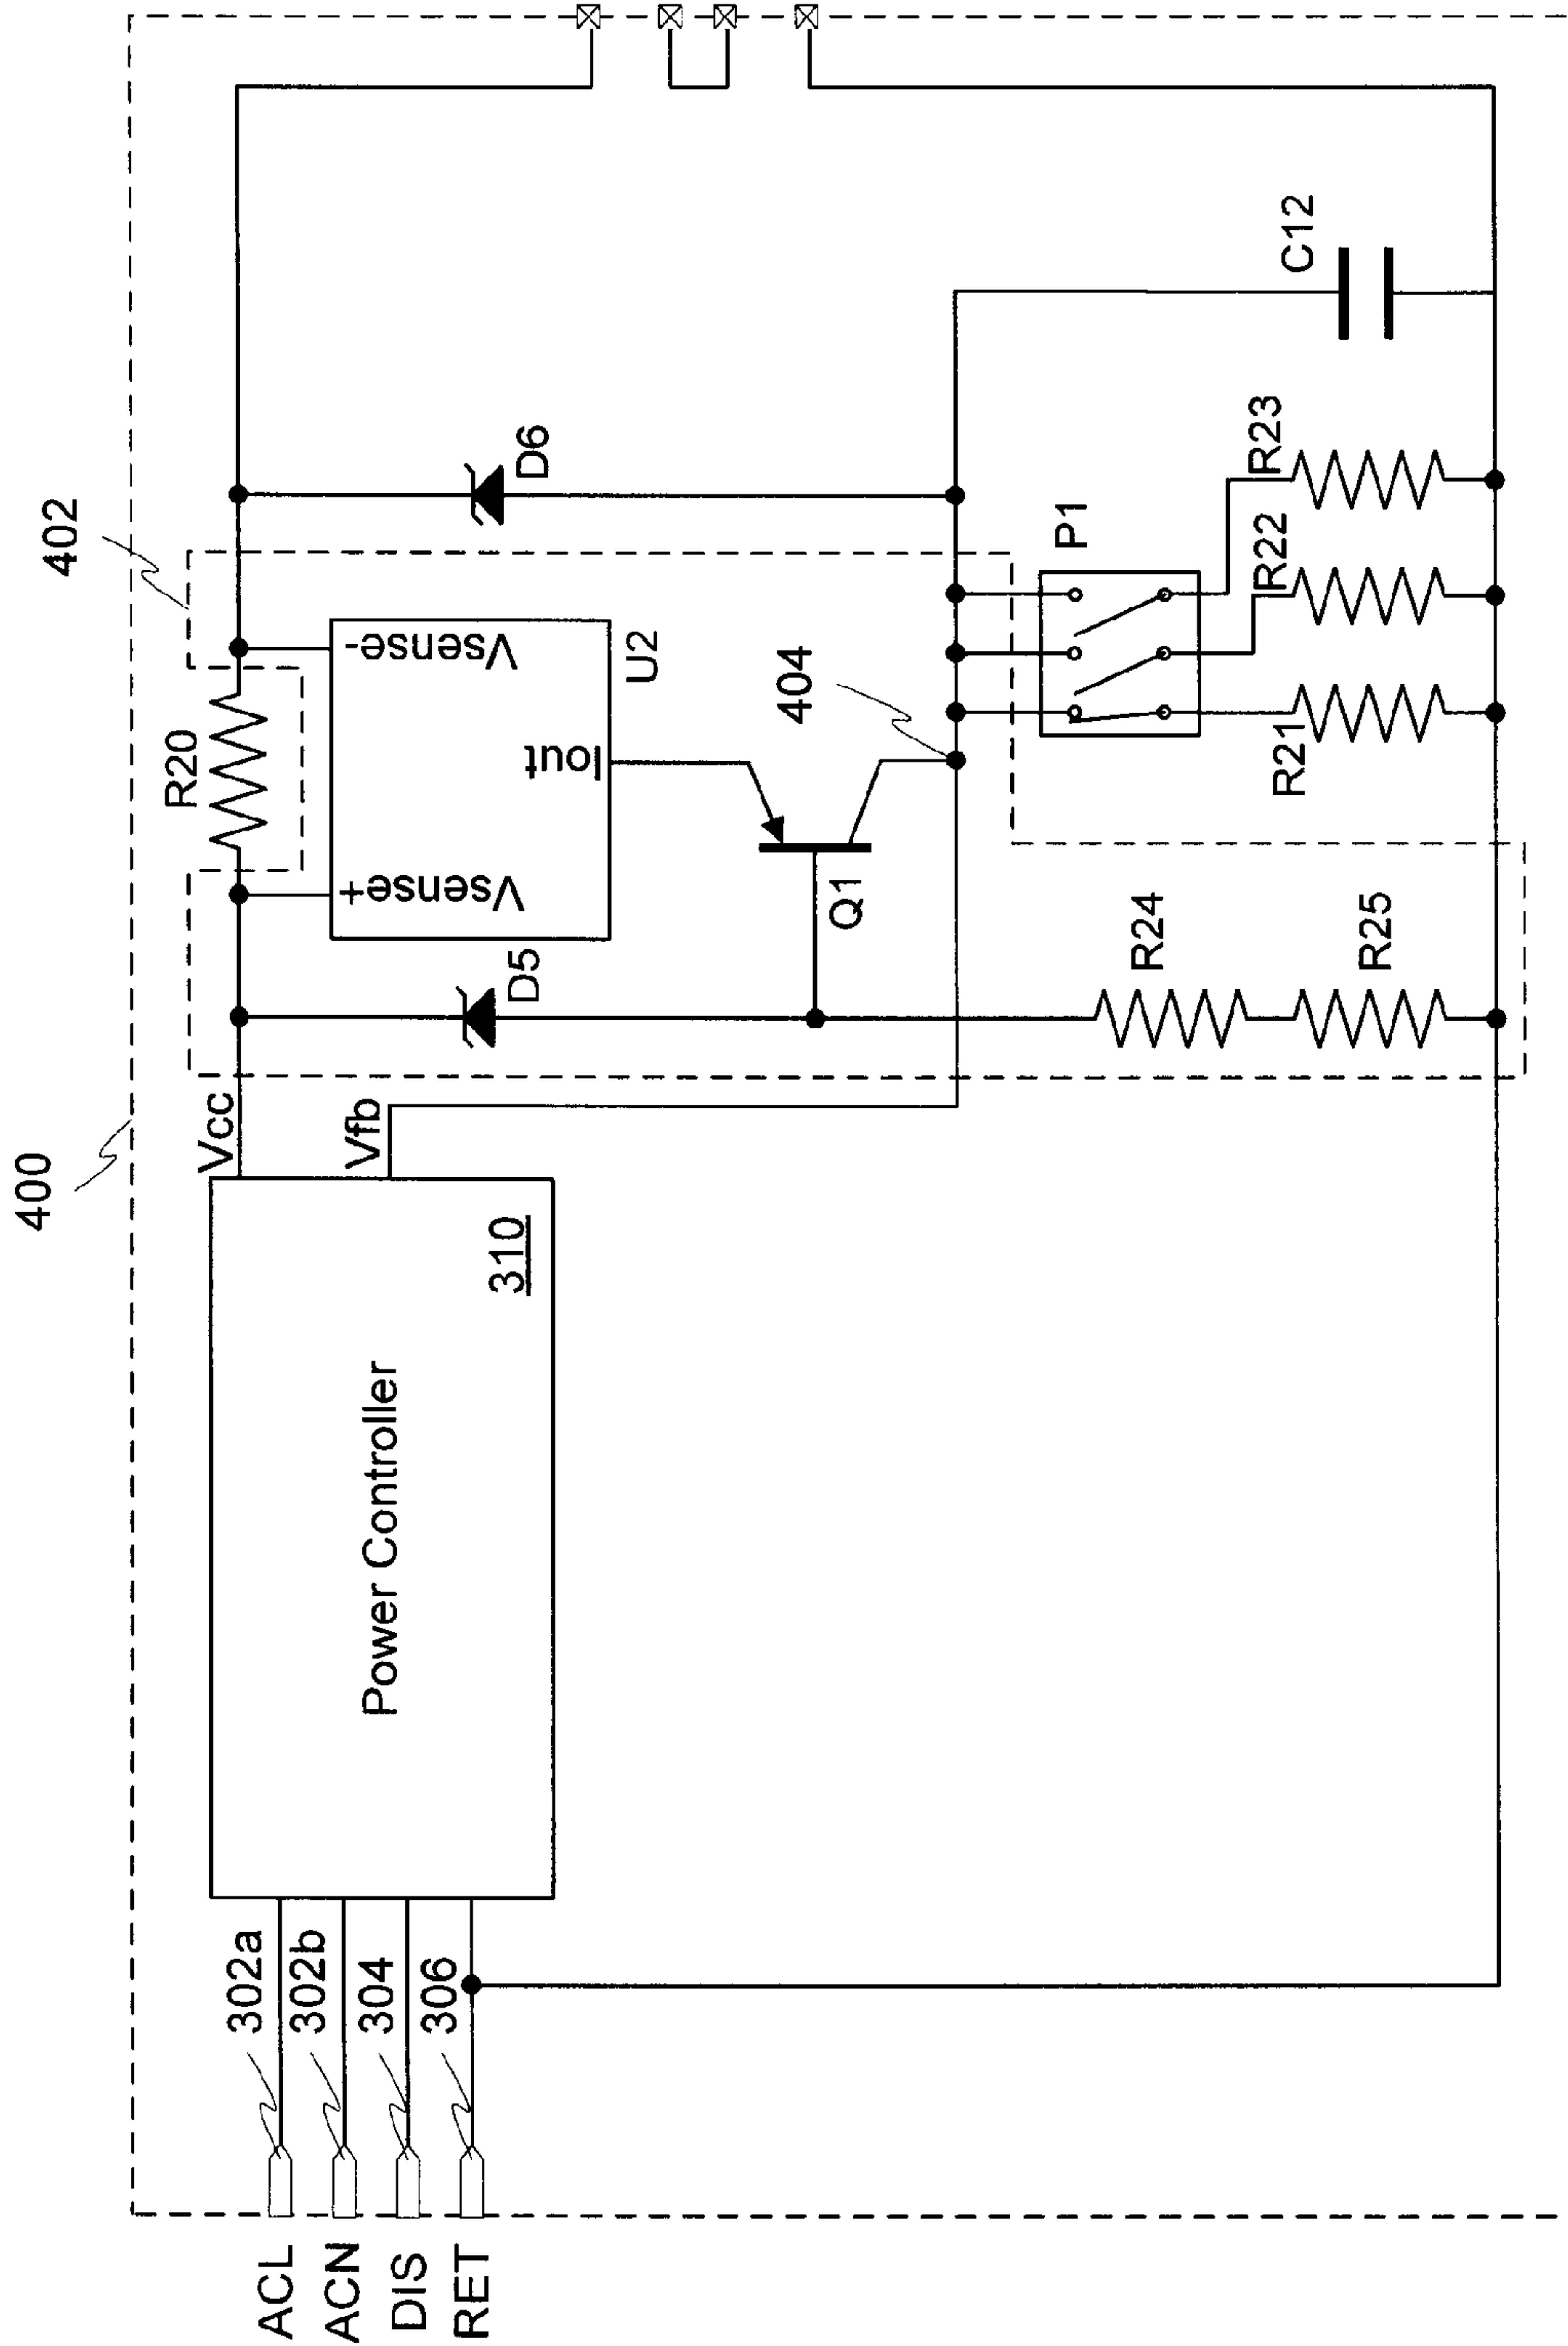 400
402
Vcc
Vfb
R20
Vsense+
Vsense-
Iout
U2
D5
D6
Q1
404
P1
R24
R25
R21
R22
R23
C12
Power Controller
310
ACL
302a
ACN
302b
DIS
304
RET
306